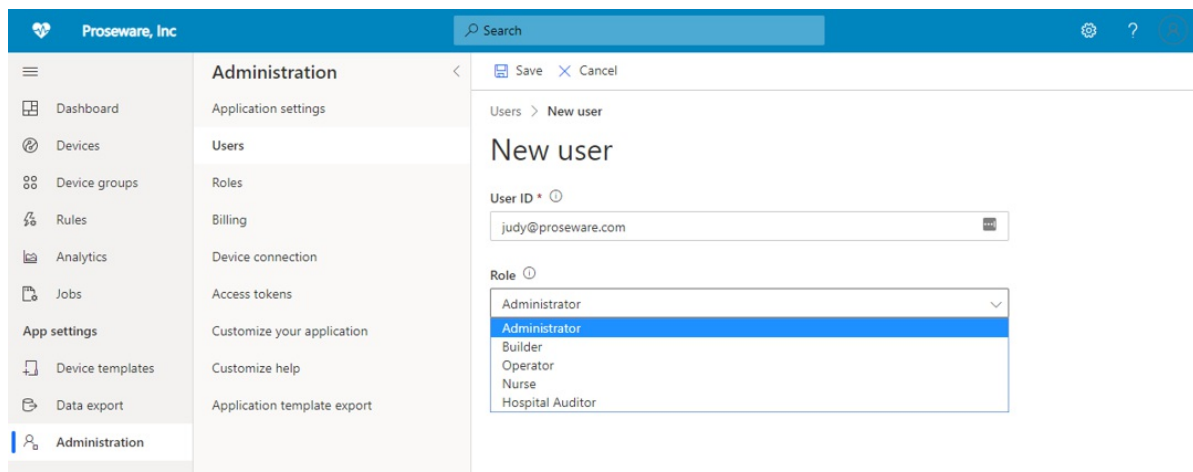 Proseware, Inc
Search
?
Dashboard
Devices
Device groups
Rules
Analytics
Jobs
App settings
Device templates
Data export
Administration
Administration
Application settings
Users
Roles
Billing
Device connection
Access tokens
Customize your application
Customize help
Application template export
Save Cancel
Users > New user
New user
User ID *
judy@proseware.com
Role
Administrator
Administrator
Builder
Operator
Nurse
Hospital Auditor